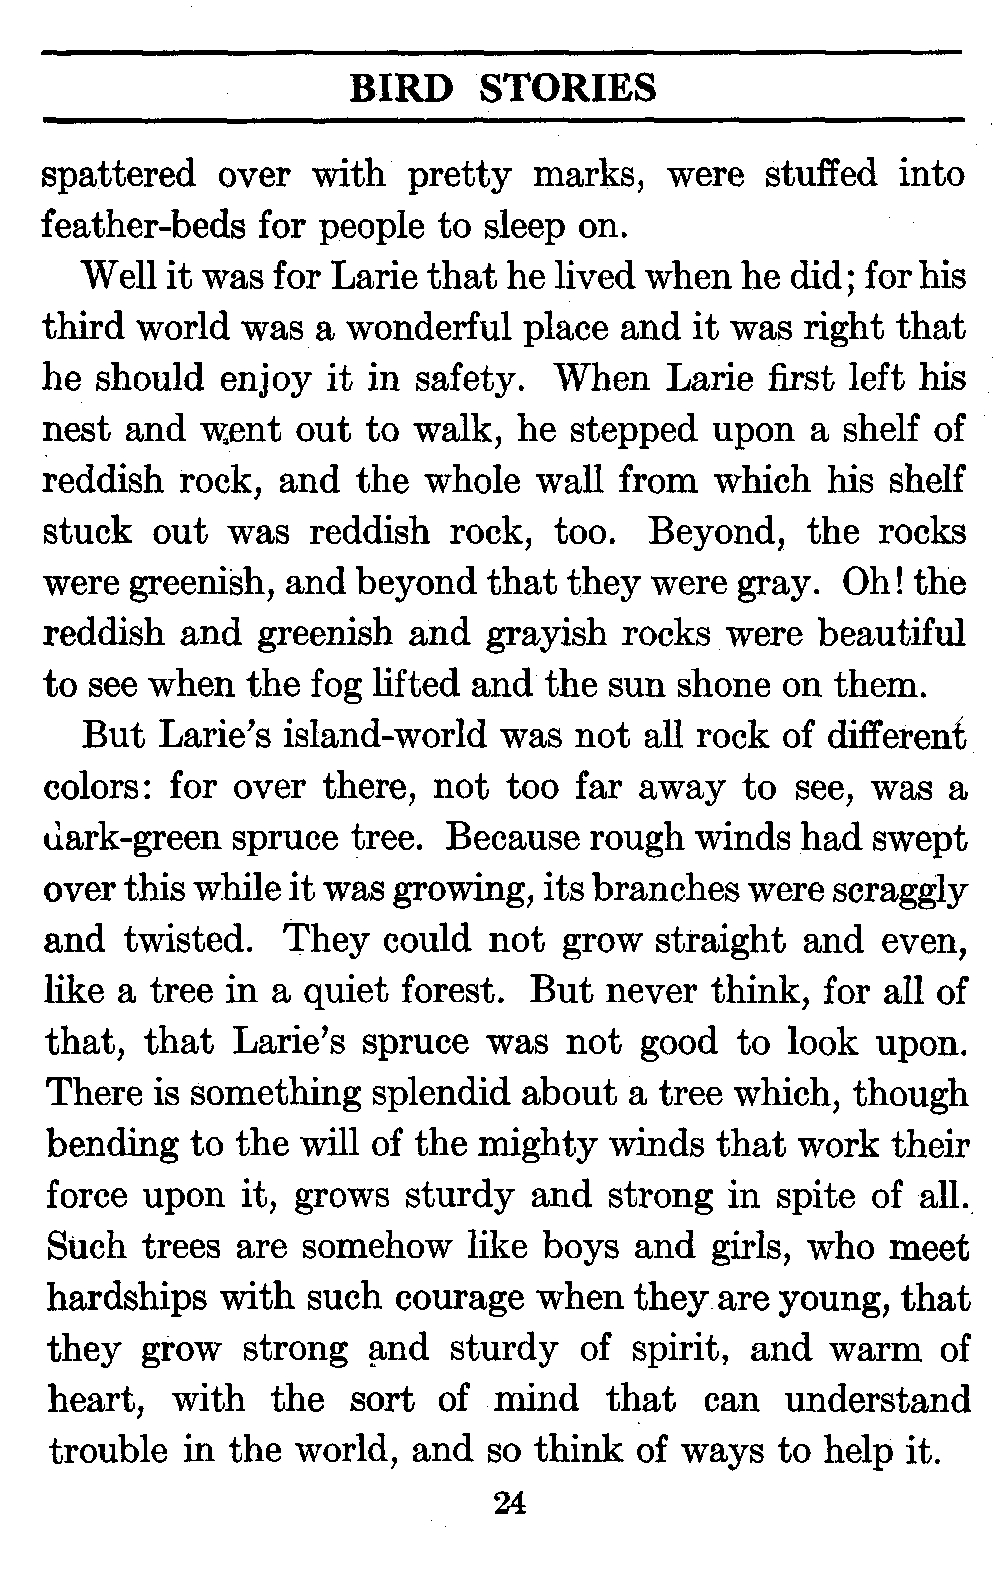 BIRD STORIES
spattered over with pretty marks, were stuffed into
feather-beds for people to sleep on.
Well it was for Larie that he lived when he did; for his
third world was a wonderful place and it was right that
he should enjoy it in safety. When Larie first left his
nest and went out to walk, he stepped upon a shelf of
reddish rock, and the whole wall from which his shelf
stuck out was reddish rock, too. Beyond, the rocks
were greenish, and beyond that they were gray. Oh! the
reddish and greenish and grayish rocks were beautiful
to see when the fog lifted and the sun shone on them.
But Larie's island-world was not all rock of different
colors: for over there, not too far away to see, was a
dark-green spruce tree. Because rough winds had swept
over this while it was growing, its branches were scraggly
and twisted. They could not grow straight and even,
like a tree in a quiet forest. But never think, for all of
that, that Larie's spruce was not good to look upon.
There is something splendid about a tree which, though
bending to the will of the mighty winds that work their
force upon it, grows sturdy and strong in spite of all.
Such trees are somehow like boys and girls, who meet
hardships with such courage when they are young, that
they grow strong and sturdy of spirit, and warm of
heart, with the sort of mind that can understand
trouble in the world, and so think of ways to help it.
24